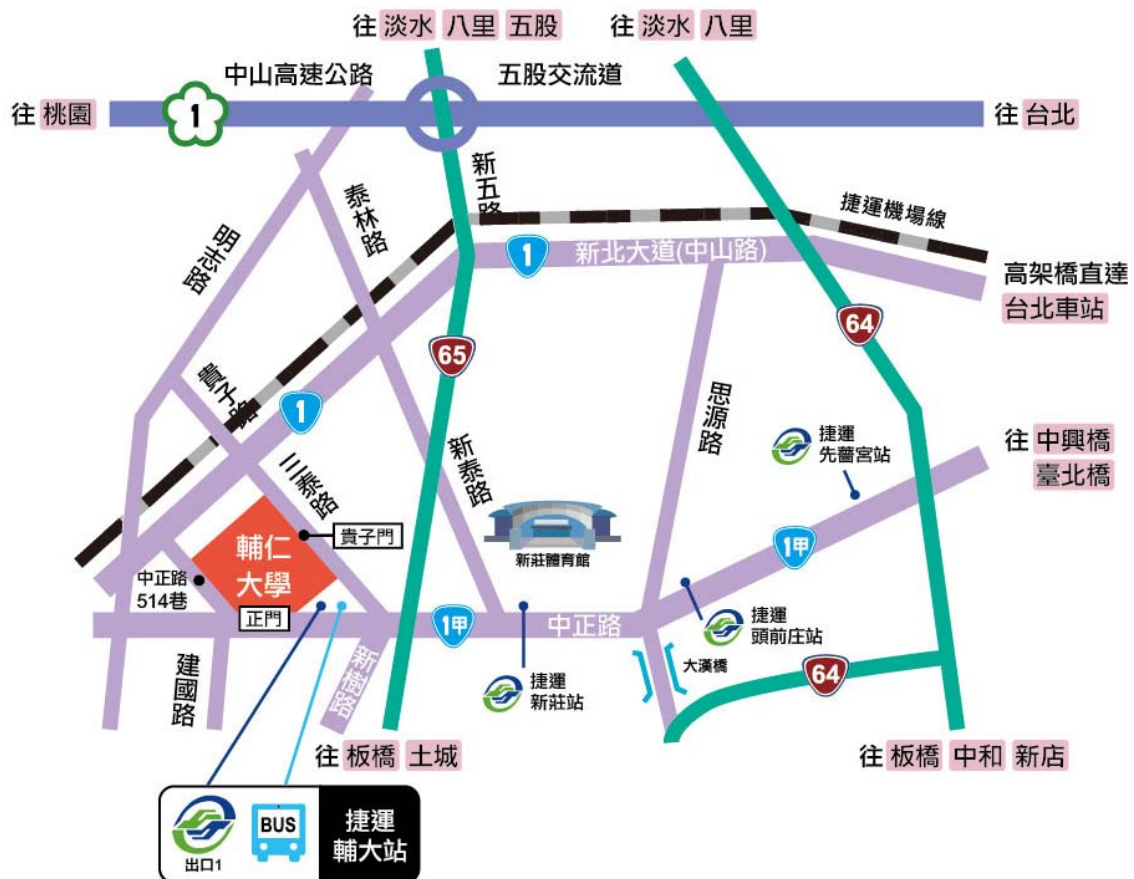 往 淡水 八里 五股
往 淡水 八里
中山高速公路
五股交流道
往 桃園
1
往 台北
新五路
泰林路
明志路
捷運機場線
1
新北大道(中山路)
高架橋直達
台北車站
65
64
貴子路
1
思源路
捷運
先嗇宮站
往 中興橋
臺北橋
三泰路
新泰路
輔仁
大學
貴子門
新莊體育館
1甲
中正路
514巷
正門
1甲
中正路
捷運
頭前庄站
建國路
新樹路
捷運
新莊站
大漢橋
64
往 板橋 土城
往 板橋 中和 新店
出口1
BUS
捷運
輔大站